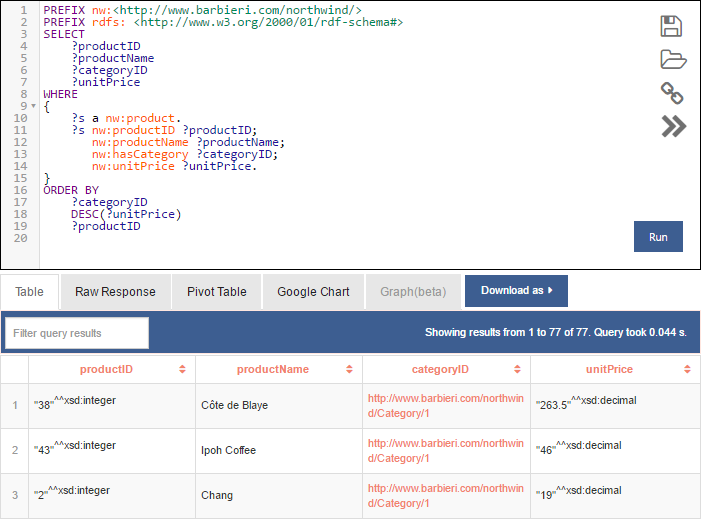 1 PREFIX nw:<http://www.barbieri.com/northwind/>
2 PREFIX rdfs: <http://www.w3.org/2000/01/rdf-schema#>
3 SELECT
4 ?productID
5 ?productName
6 ?categoryID
7 ?unitPrice
8 WHERE
9 {
10 ?s a nw:product.
11 ?s nw:productID ?productID;
12 nw:productName ?productName;
13 nw:hasCategory ?categoryID;
14 nw:unitPrice ?unitPrice.
15 }
16 ORDER BY
17 ?categoryID
18 DESC(?unitPrice)
19 ?productID
20
Run
Table Raw Response Pivot Table Google Chart Graph(beta) Download as
Filter query results Showing results from 1 to 77 of 77. Query took 0.044 s.
productID productName categoryID unitPrice
1 "38"^^xsd:integer Côte de Blaye http://www.barbieri.com/northwin "263.5"^^xsd:decimal
d/Category/1
2 "43"^^xsd:integer Ipoh Coffee http://www.barbieri.com/northwin "46"^^xsd:decimal
d/Category/1
3 "2"^^xsd:integer Chang http://www.barbieri.com/northwin "19"^^xsd:decimal
d/Category/1